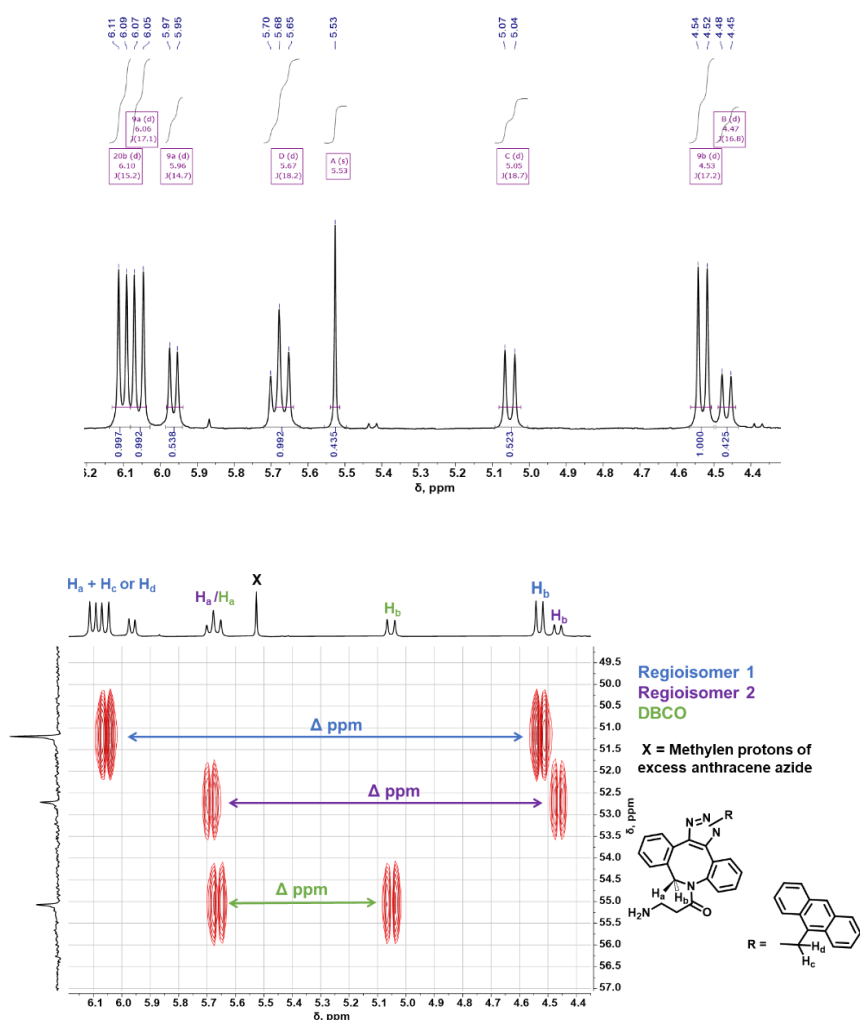 6.11 6.09 6.07 6.05 5.97 5.95 5.70 5.68 5.65 5.53 5.07 5.04 4.54 4.52 4.48 4.45
9a (d)
6.06
J(17.1)
B (d)
4.47
J(16.8)
20b (d)
6.10
J(15.2)
9a (d)
5.96
J(14.7)
D (d)
5.67
J(18.2)
A (s)
5.53
C (d)
5.05
J(18.7)
9b (d)
4.53
J(17.2)
0.997 0.992 0.538 0.992 0.435 0.523 1.000 0.425
5.2 6.1 6.0 5.9 5.8 5.7 5.6 5.5 5.4 5.3 5.2 5.1 5.0 4.9 4.8 4.7 4.6 4.5 4.4
δ, ppm
Ha + Hc or Hd
Ha /Ha
X
Hb
Hb
Hb
49.5
50.0
50.5
51.0
51.5
52.0
52.5
53.0
53.5
54.0
54.5
55.0
55.5
56.0
56.5
57.0
δ, ppm
Δ ppm
Δ ppm
Δ ppm
6.1 6.0 5.9 5.8 5.7 5.6 5.5 5.4 5.3 5.2 5.1 5.0 4.9 4.8 4.7 4.6 4.5 4.4
δ, ppm
Regioisomer 1
Regioisomer 2
DBCO
X = Methylen protons of
excess anthracene azide
R
N N
N
N
Ha Hb
H2N
O
R =
Hd
Hc